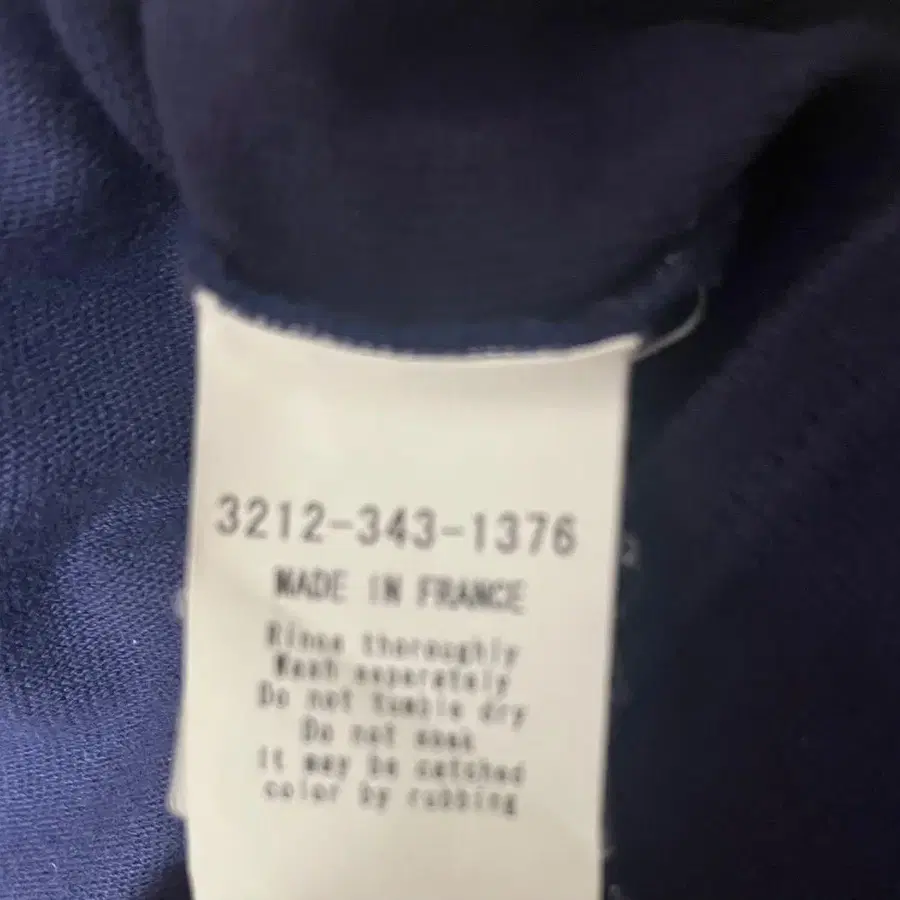 3212-343-1376
MADE IN FRANCE
Rinse thoroughly
Wash separately
Do not tumble dry
Do not soak
It may be catched
color by rubbing